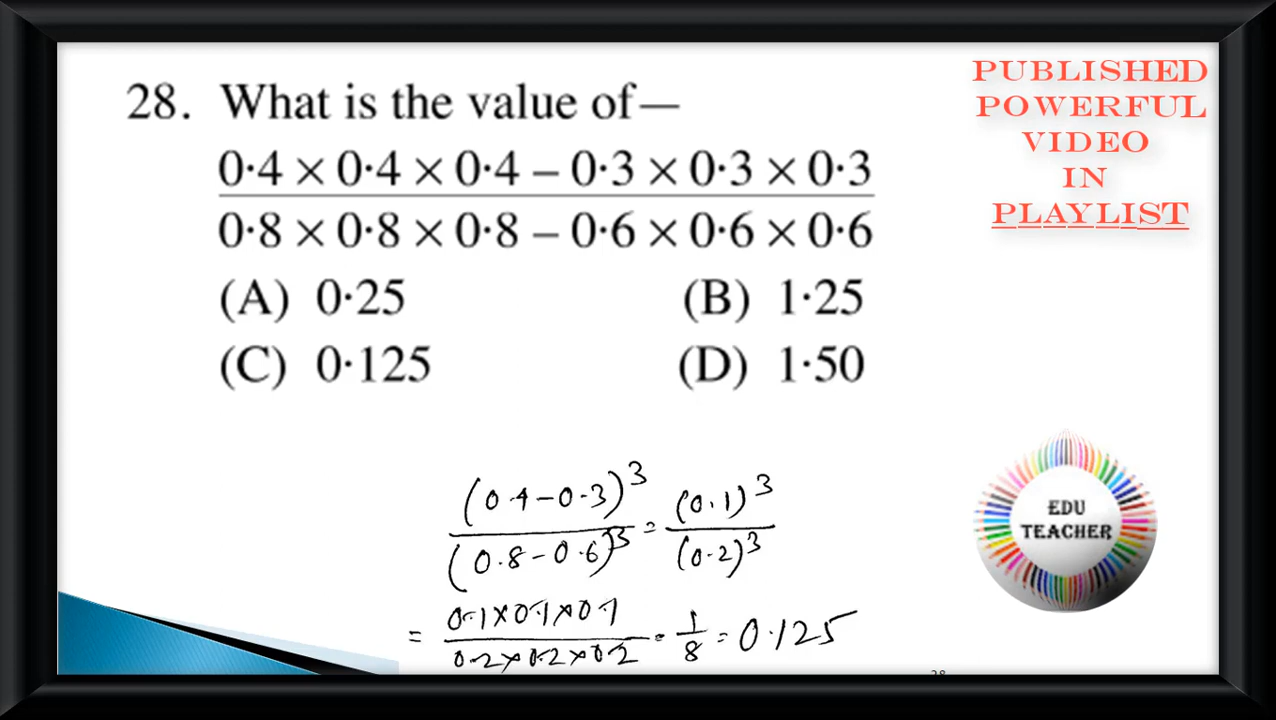 28. What is the value of—
0·4 × 0·4 × 0·4 – 0·3 × 0·3 × 0·3
0·8 × 0·8 × 0·8 – 0·6 × 0·6 × 0·6
(A) 0·25 (B) 1·25
(C) 0·125 (D) 1·50
PUBLISHED
POWERFUL
VIDEO
IN
PLAYLIST
(0.4-0.3)³ = (0.1)³
(0.8-0.6)³ (0.2)³
= 0.1×0.1×0.1 = 1 = 0.125
0.2×0.2×0.2 8
EDU
TEACHER
28